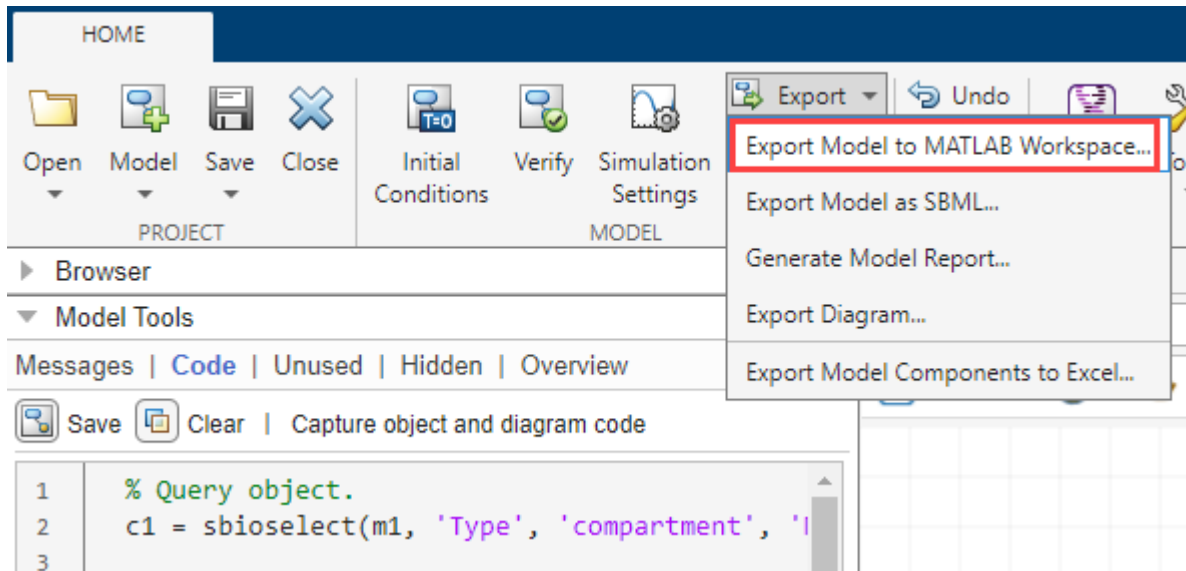 HOME
Open
Model
Save
Close
Initial
Conditions
T=0
Verify
Simulation
Settings
Export
Undo
PROJECT
MODEL
Export Model to MATLAB Workspace...
Export Model as SBML...
Generate Model Report...
Export Diagram...
Export Model Components to Excel...
Browser
Model Tools
Messages | Code | Unused | Hidden | Overview
Save Clear | Capture object and diagram code
1 % Query object.
2 c1 = sbioselect(m1, 'Type', 'compartment', '
3